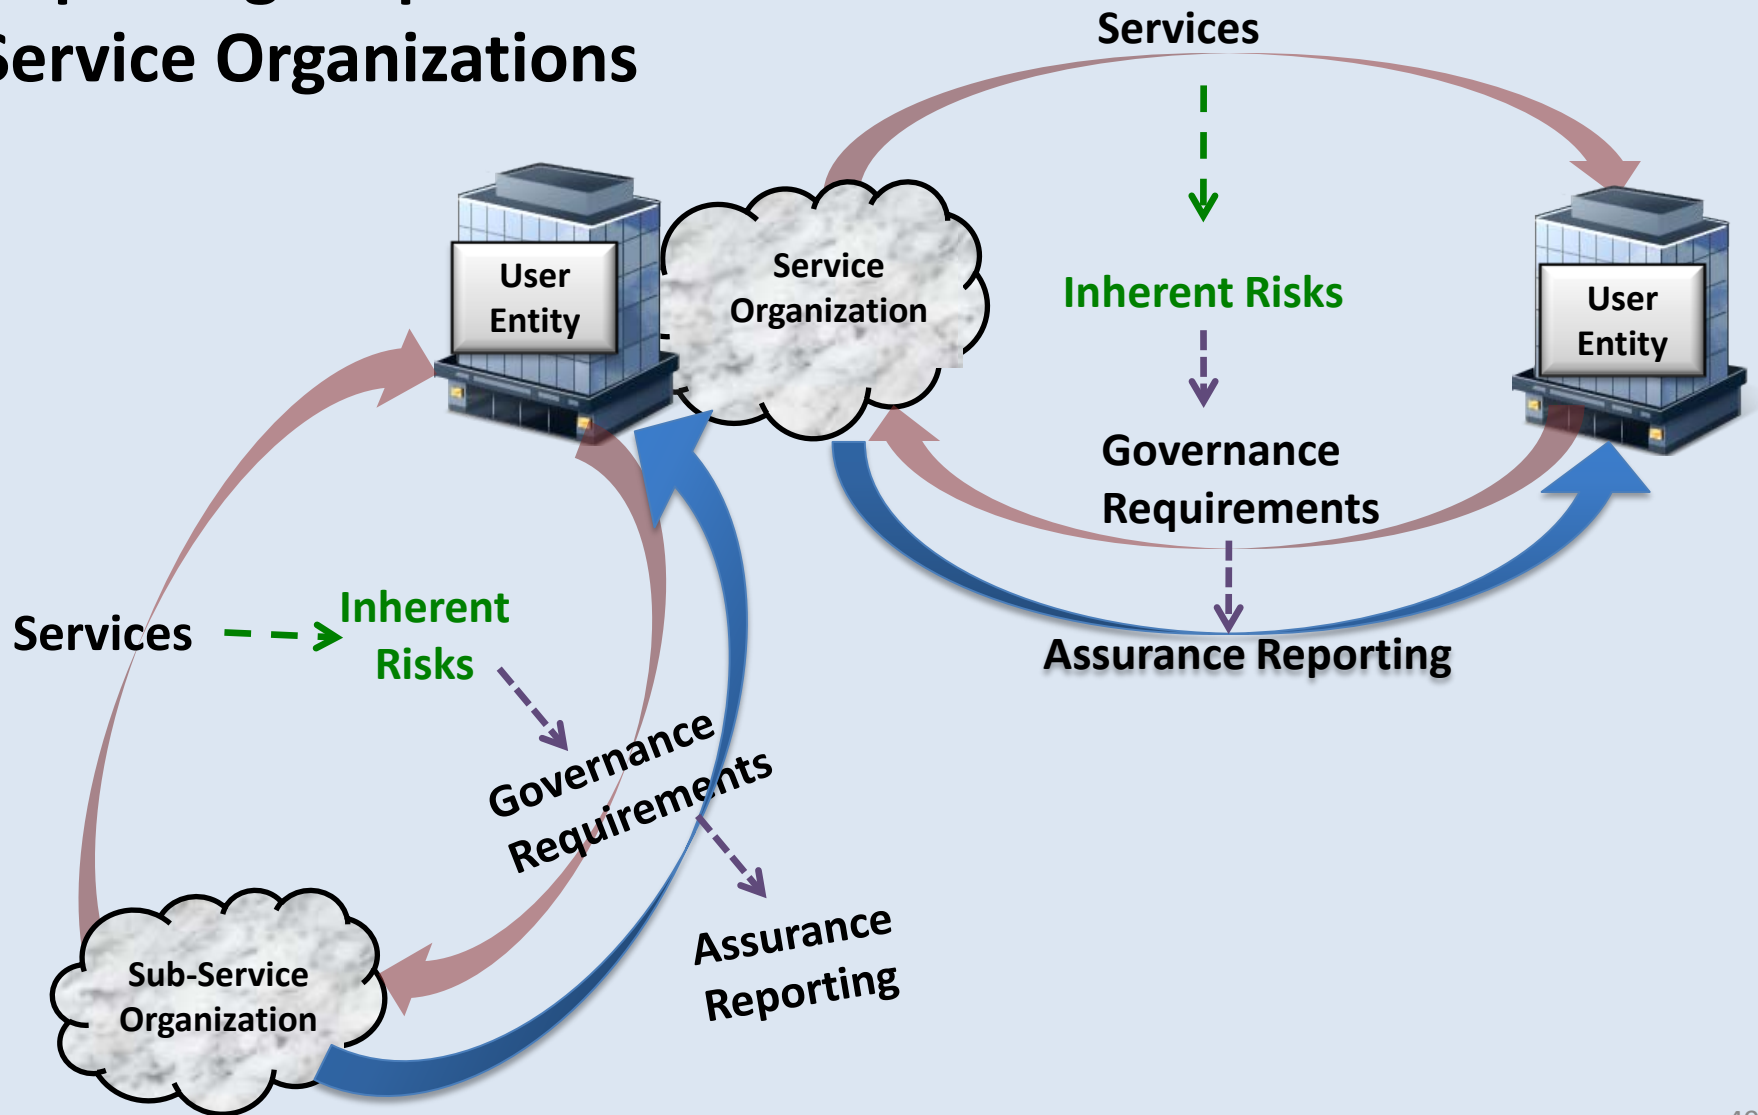 Service Organizations
Services
User
Entity
Service
Organization
Inherent Risks
User
Entity
Governance
Requirements
Assurance Reporting
Services
Inherent
Risks
Governance
Requirements
Assurance
Reporting
Sub-Service
Organization